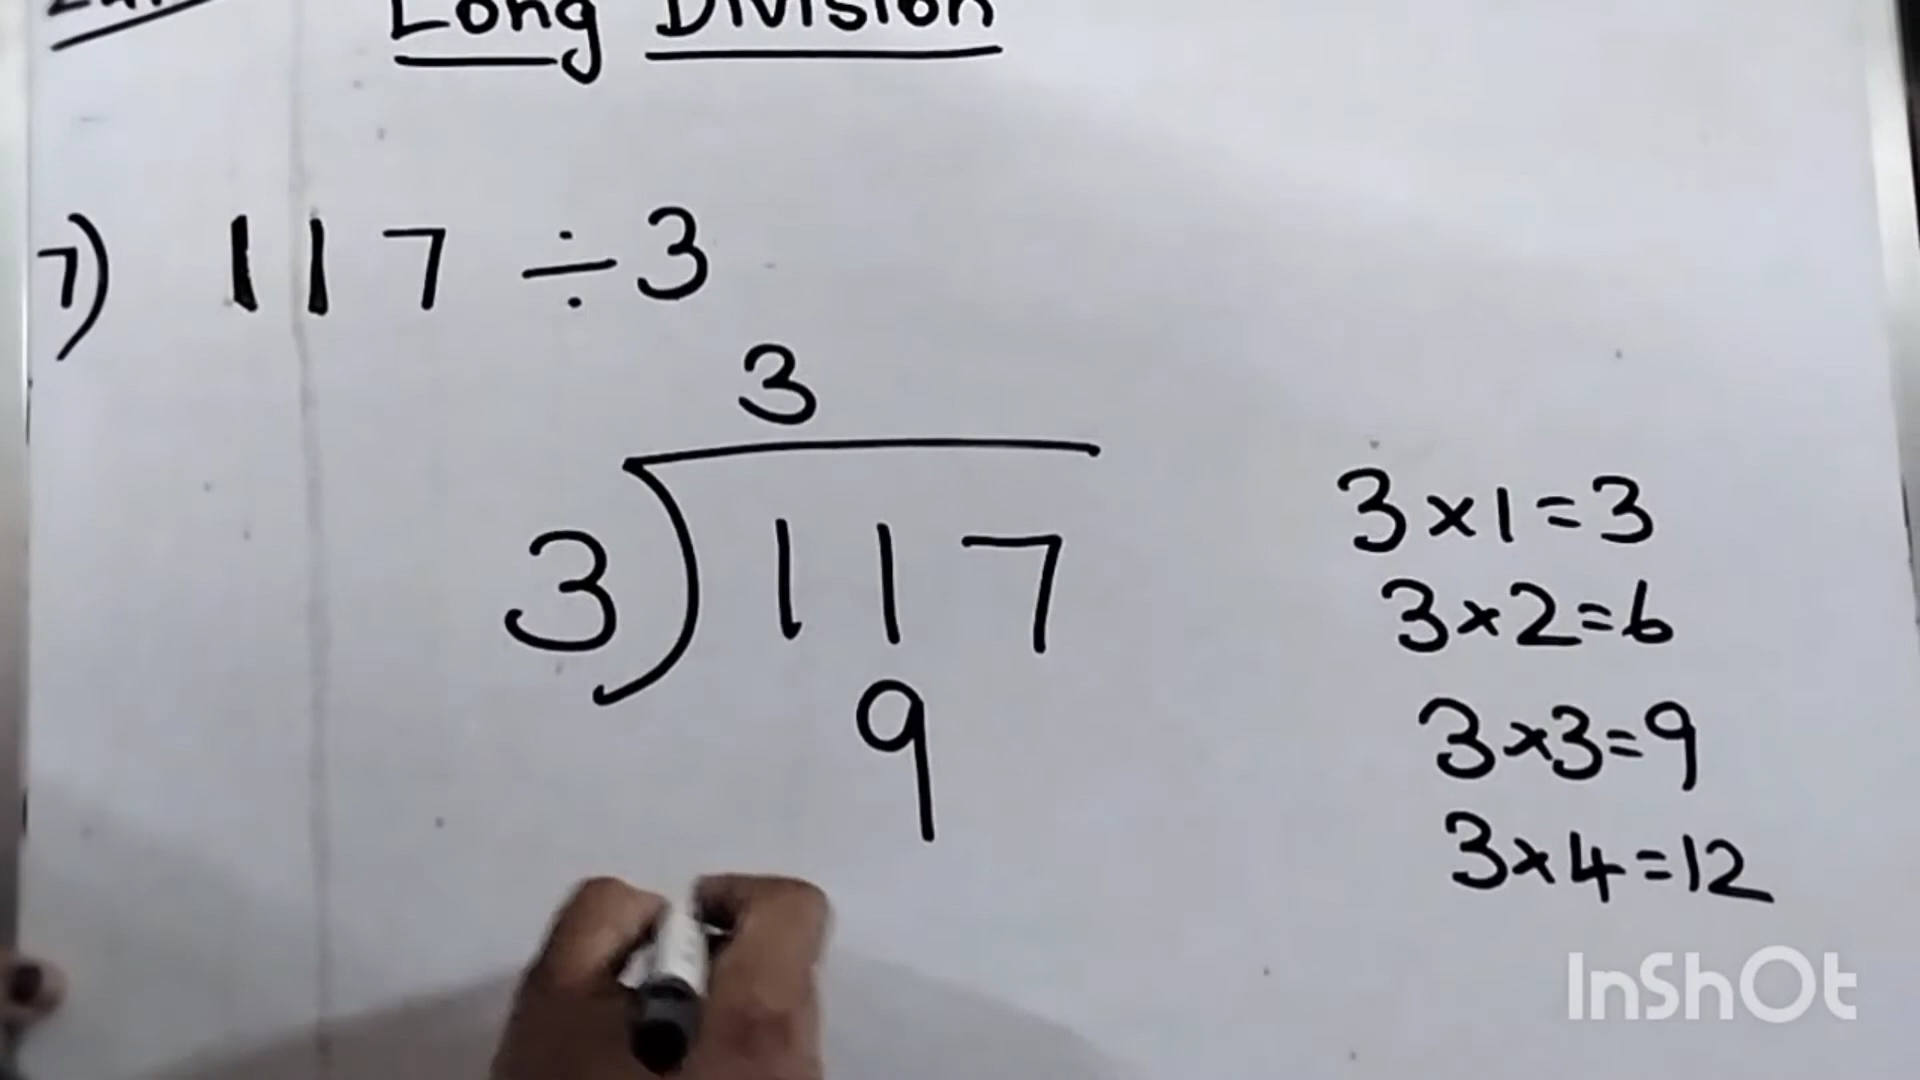 Long Division
7) 117 ÷ 3
3
3) 117
9
3×1=3
3×2=6
3×3=9
3×4=12
InShOt